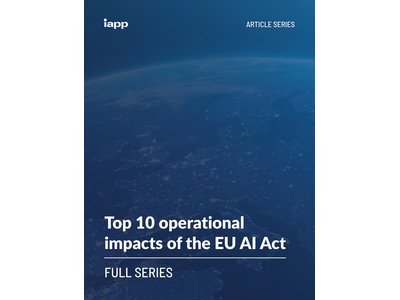 iapp
ARTICLE SERIES
Top 10 operational
impacts of the EU AI Act
FULL SERIES